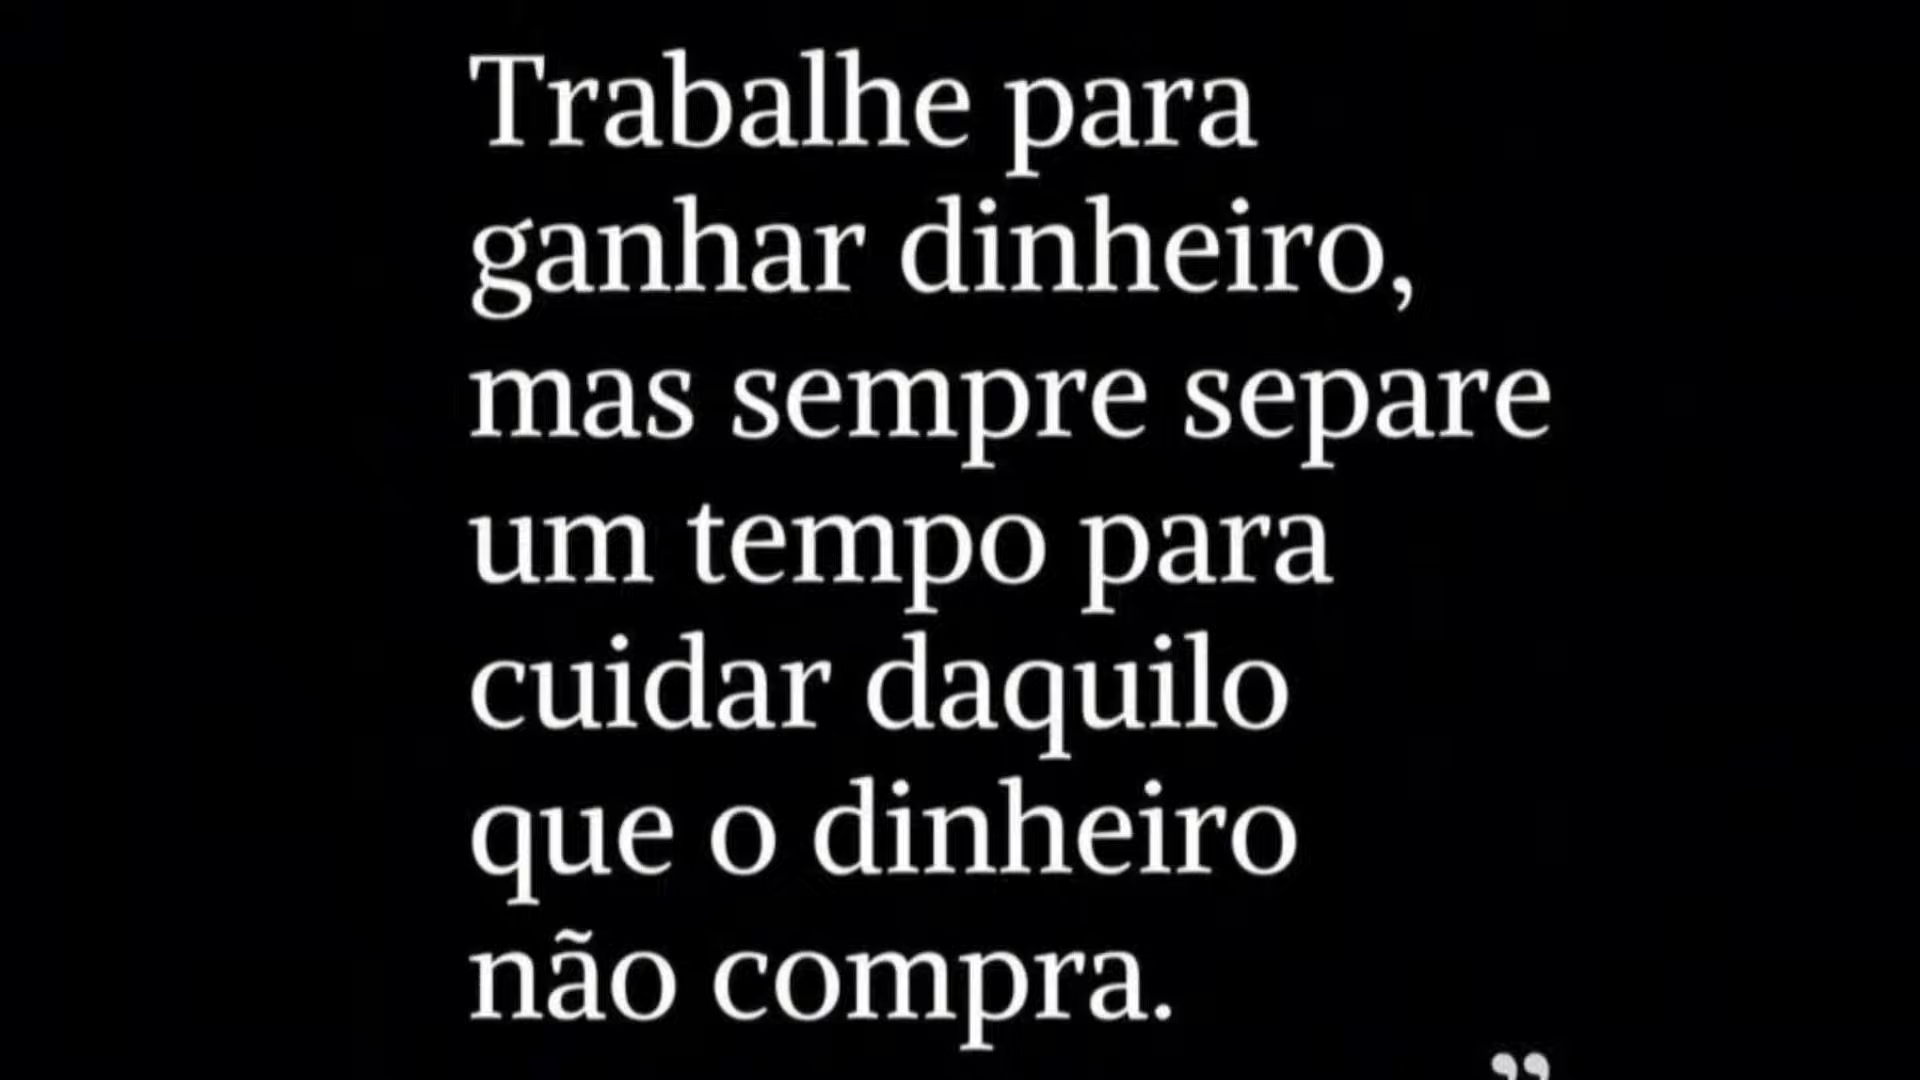 Trabalhe para
ganhar dinheiro,
mas sempre separe
um tempo para
cuidar daquilo
que o dinheiro
não compra.
”